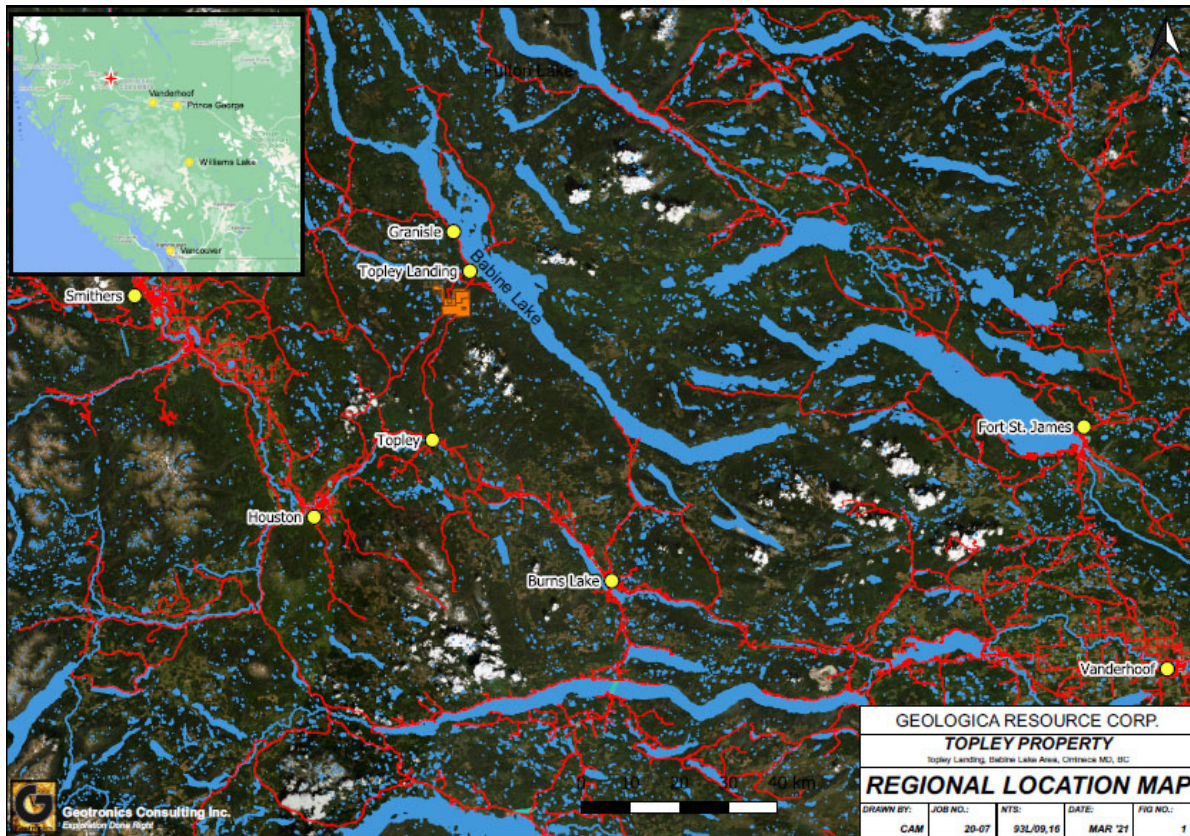 Vanderhoof
Prince George
Williams Lake
Vancouver
Fulton Lake
Granisle
Topley Landing
Babine Lake
Smithers
Topley
Fort St. James
Houston
Burns Lake
Vanderhoof
0 10 20 30 40 km
Geotronics Consulting Inc.
Exploration Done Right
GEOLOGICA RESOURCE CORP.
TOPLEY PROPERTY
Topley Landing, Babine Lake Area, Omineca MD, BC
REGIONAL LOCATION MAP
DRAWN BY: JOB NO.: NTS: DATE: FIG NO.:
CAM 20-07 93L/09,16 MAR '21 1